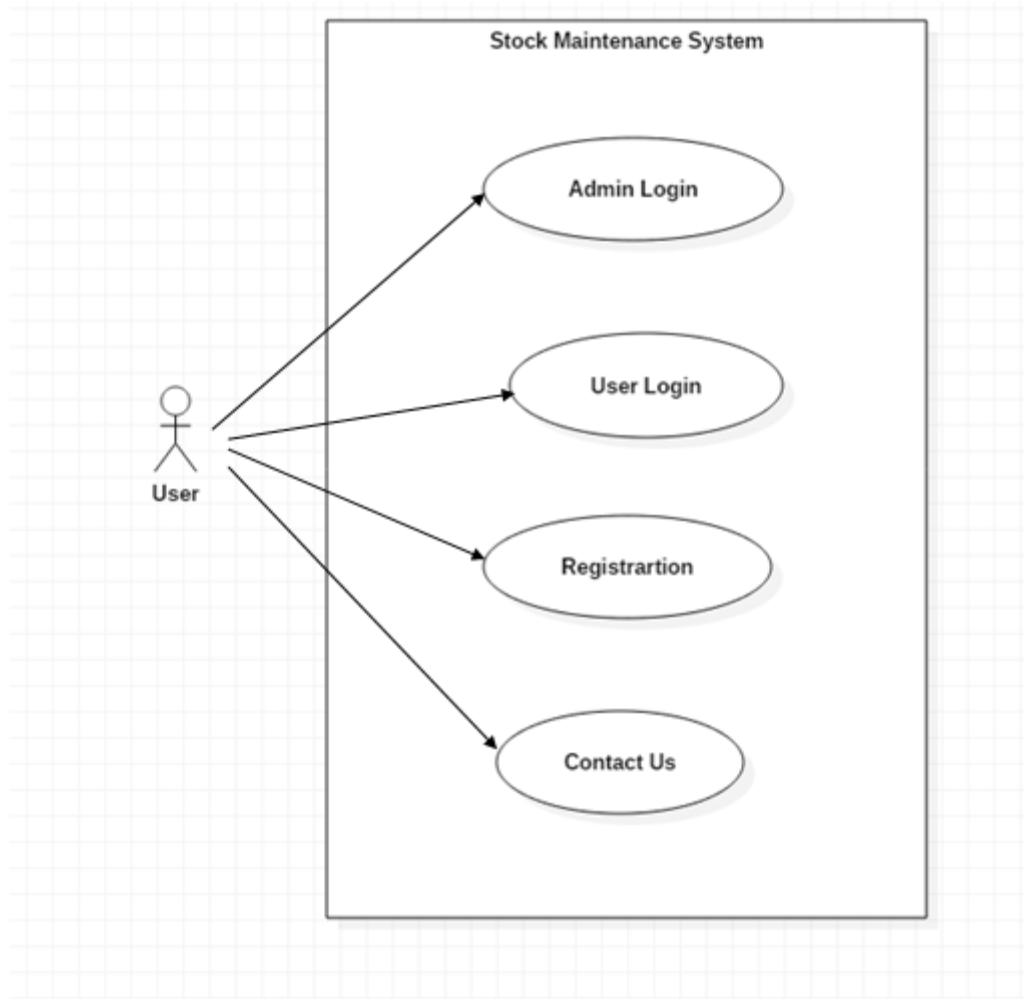 Stock Maintenance System
Admin Login
User Login
User
Registrartion
Contact Us